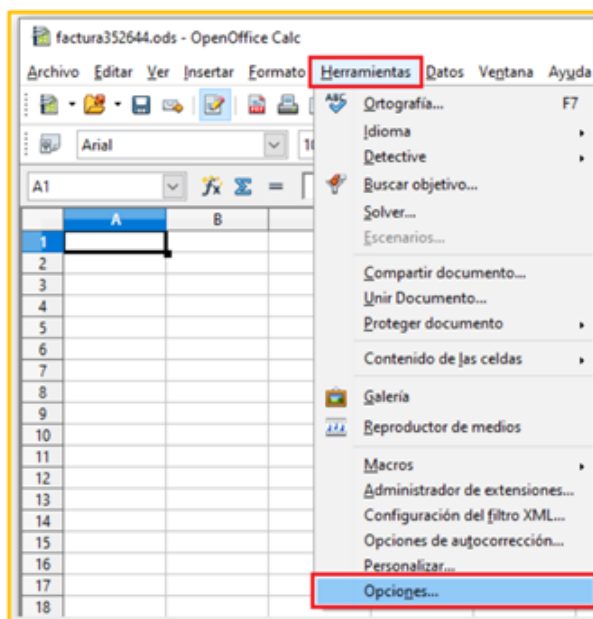 factura352644.ods - OpenOffice Calc
Archivo Editar Ver Insertar Formato Herramientas Datos Ventana Ayuda
ABC Ortografía... F7
Idioma
Arial
Detective
A1
Buscar objetivo...
A B
Solver...
1
Escenarios...
2
3
Compartir documento...
4
Unir Documento...
5
Proteger documento
6
Contenido de las celdas
7
8
Galería
9
Reproductor de medios
10
11
Macros
12
Administrador de extensiones...
13
Configuración del filtro XML...
14
Opciones de autocorrección...
15
Personalizar...
16
Opciones...
17
18